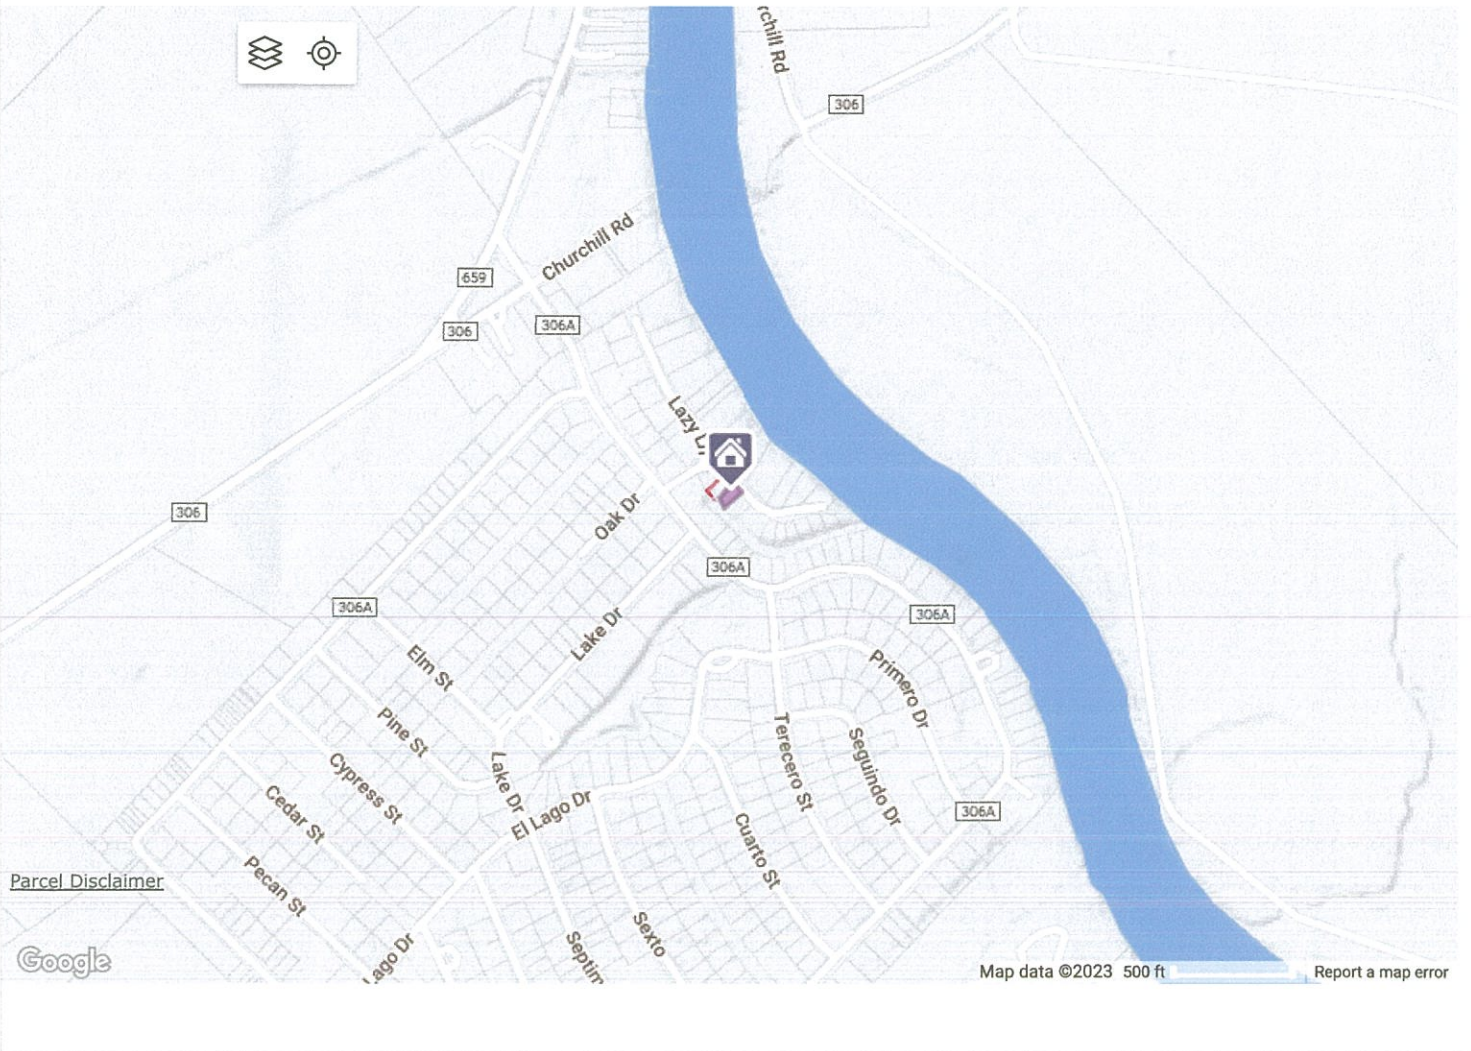 rchill Rd
306
Churchill Rd
659
306
306A
Lazy
306
Oak Dr
306A
306A
306A
Lake Dr
Elm St
Primero Dr
Pine St
Terecero St
Seguindo Dr
Cypress St
Lake Dr
Cedar St
El Lago Dr
306A
Cuarto St
Pecan St
Parcel Disclaimer
Sexto
Septim
Lago Dr
Google
Map data ©2023 500 ft Report a map error